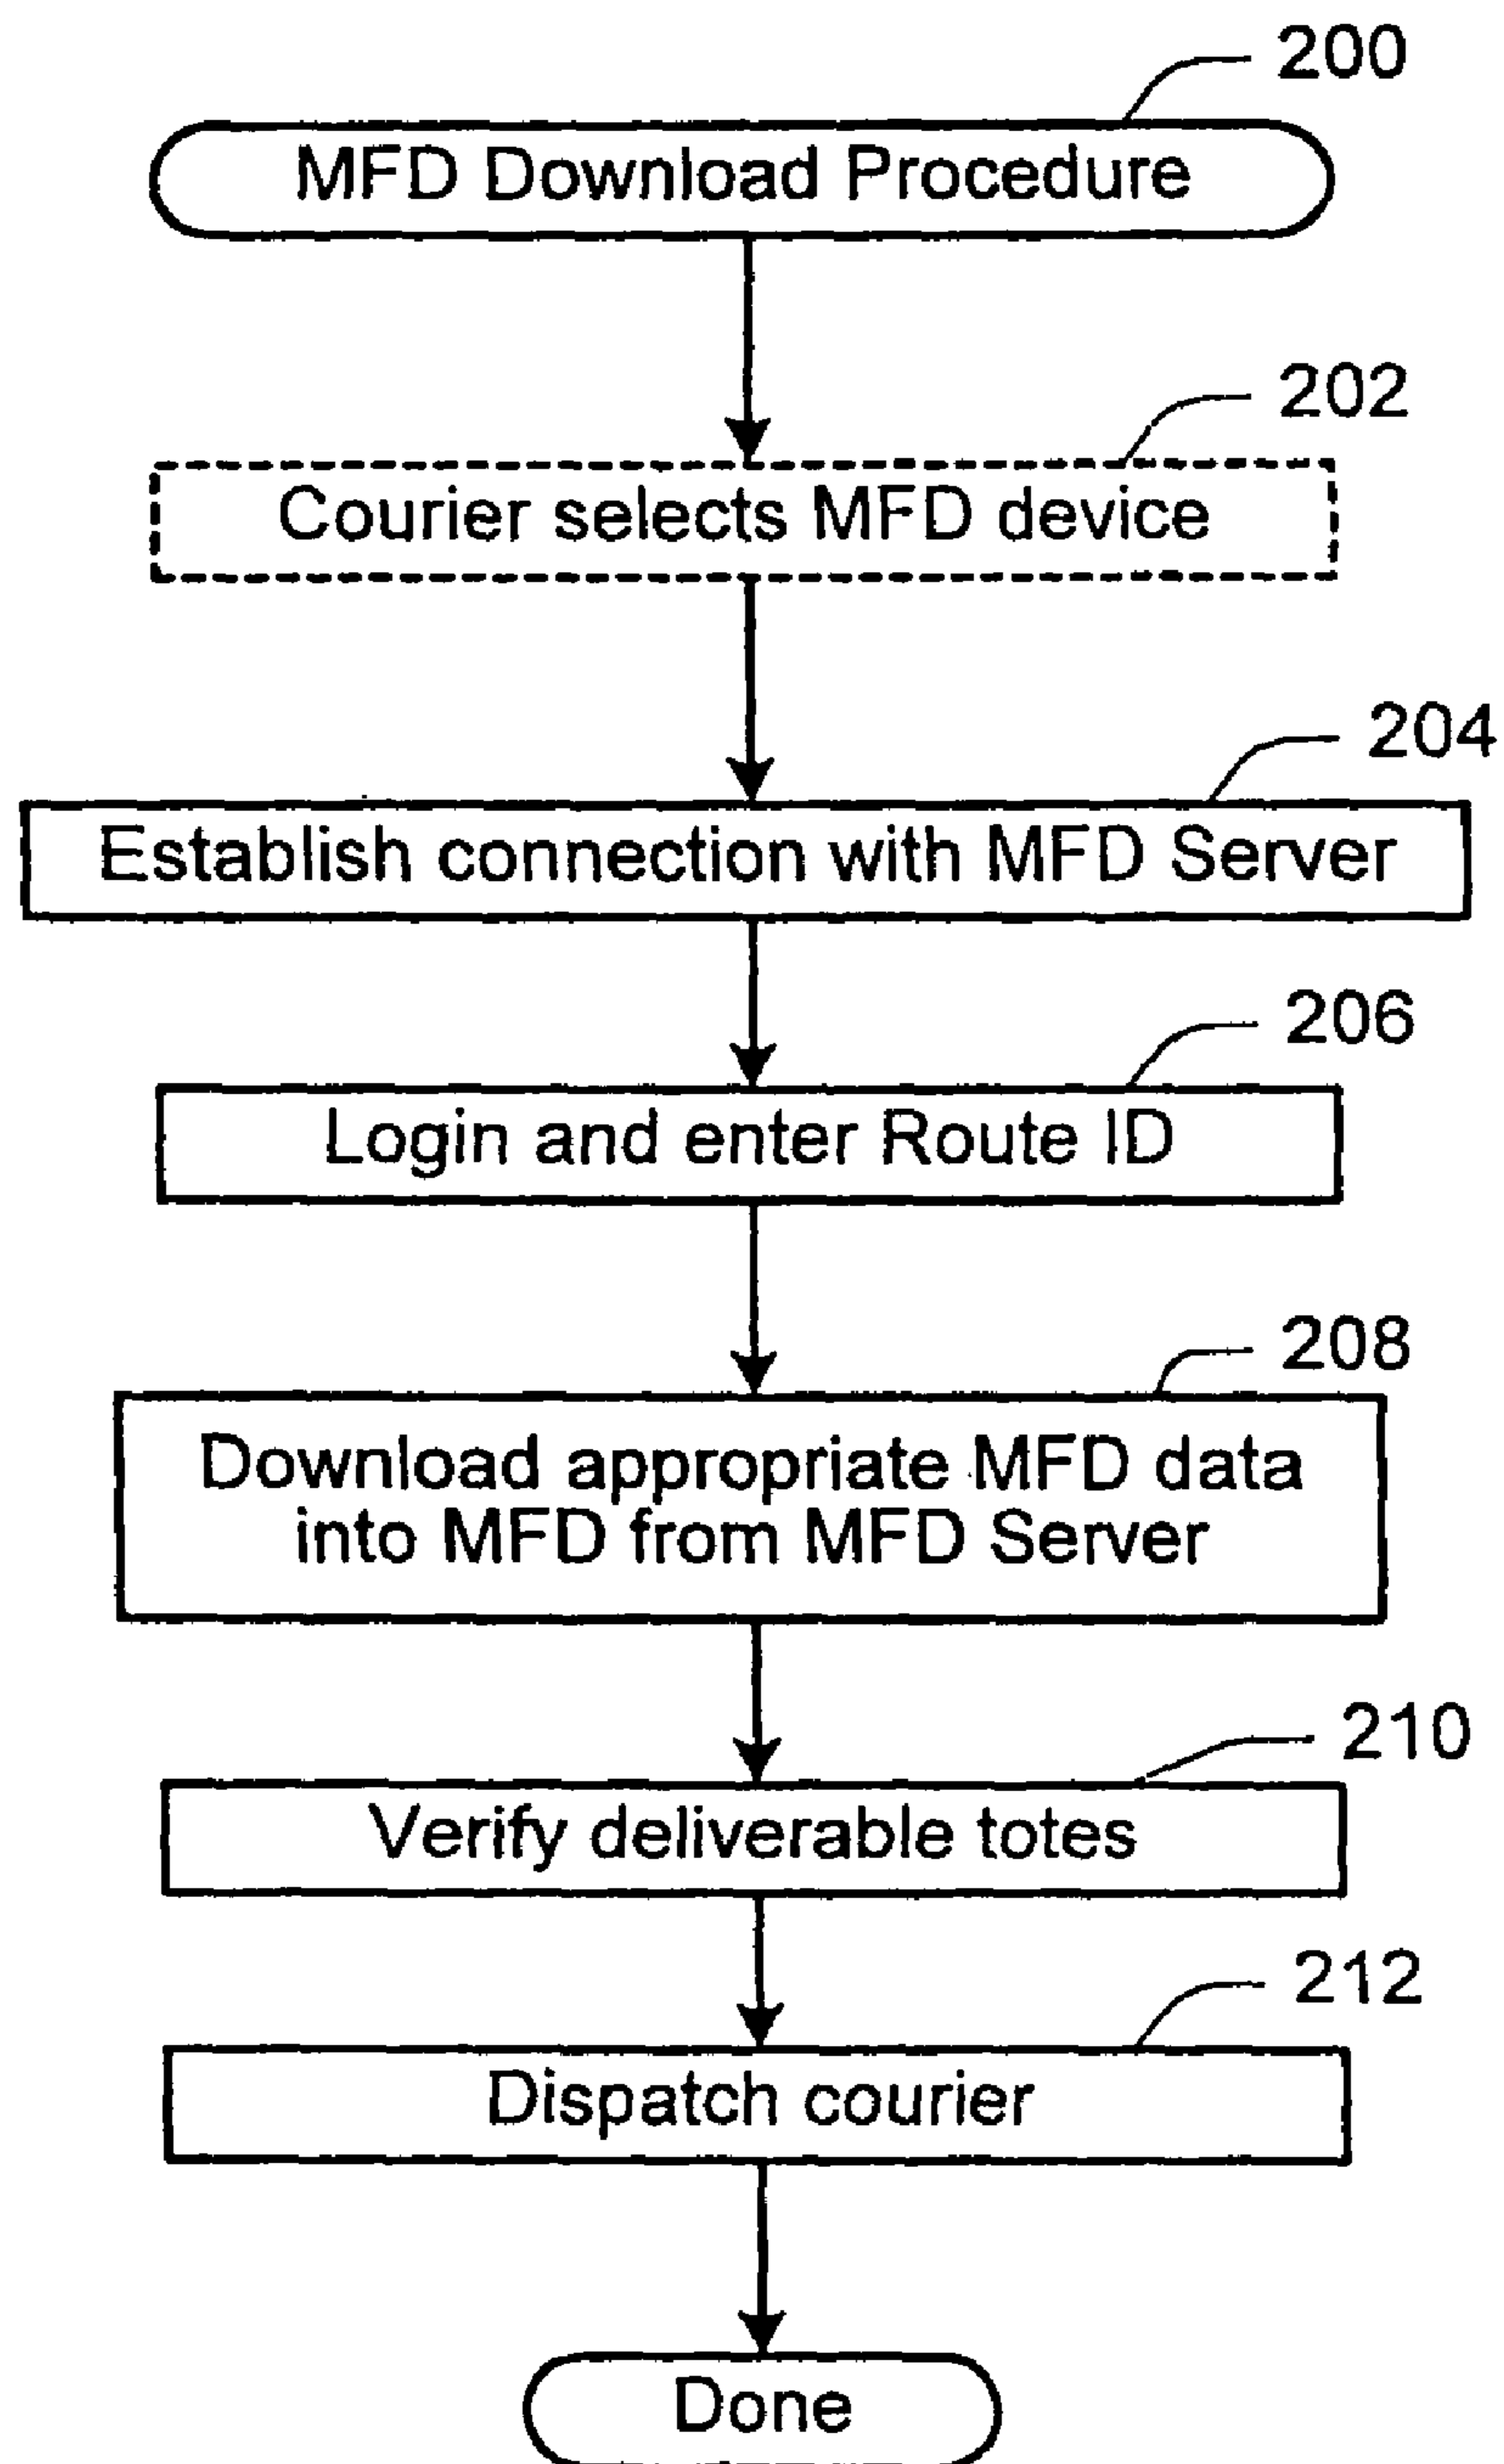 200
MFD Download Procedure
202
Courier selects MFD device
204
Establish connection with MFD Server
206
Login and enter Route ID
208
Download appropriate MFD data
into MFD from MFD Server
210
Verify deliverable totes
212
Dispatch courier
Done